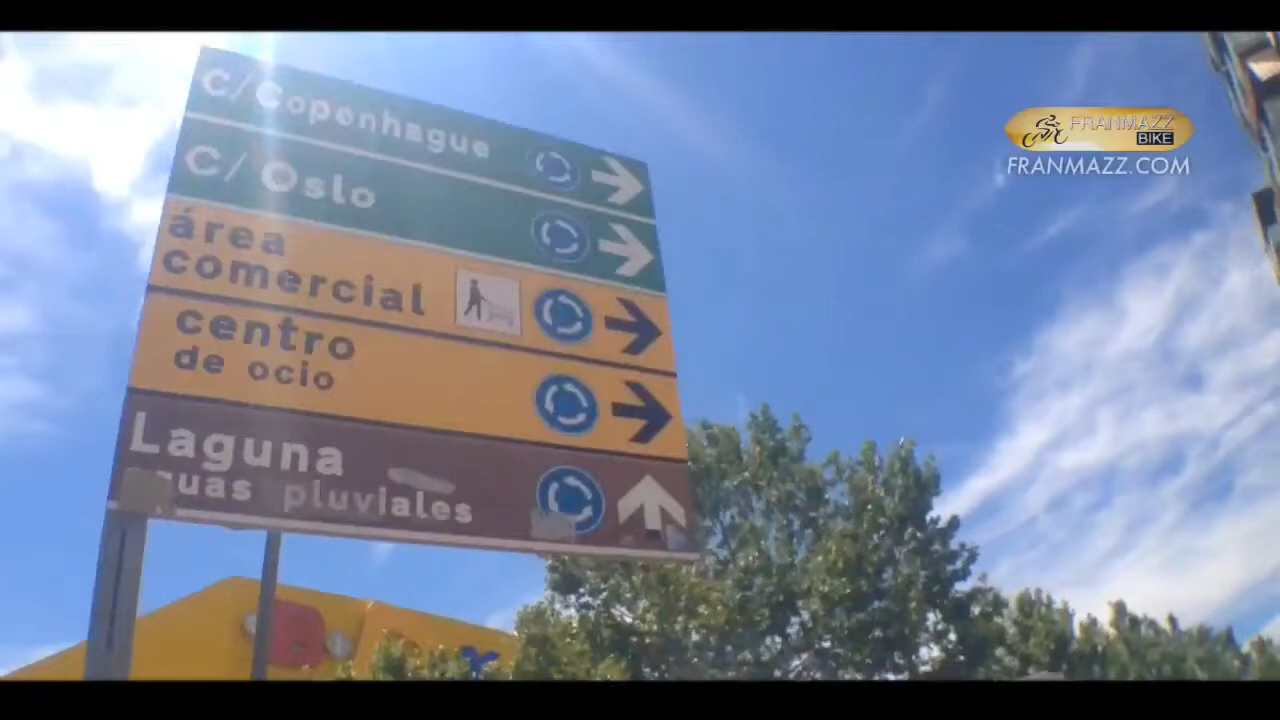 C/Copenhague
C/Oslo
área
comercial
centro
de ocio
Laguna
pluviales
FRANMAZZ
BIKE
FRANMAZZ.COM